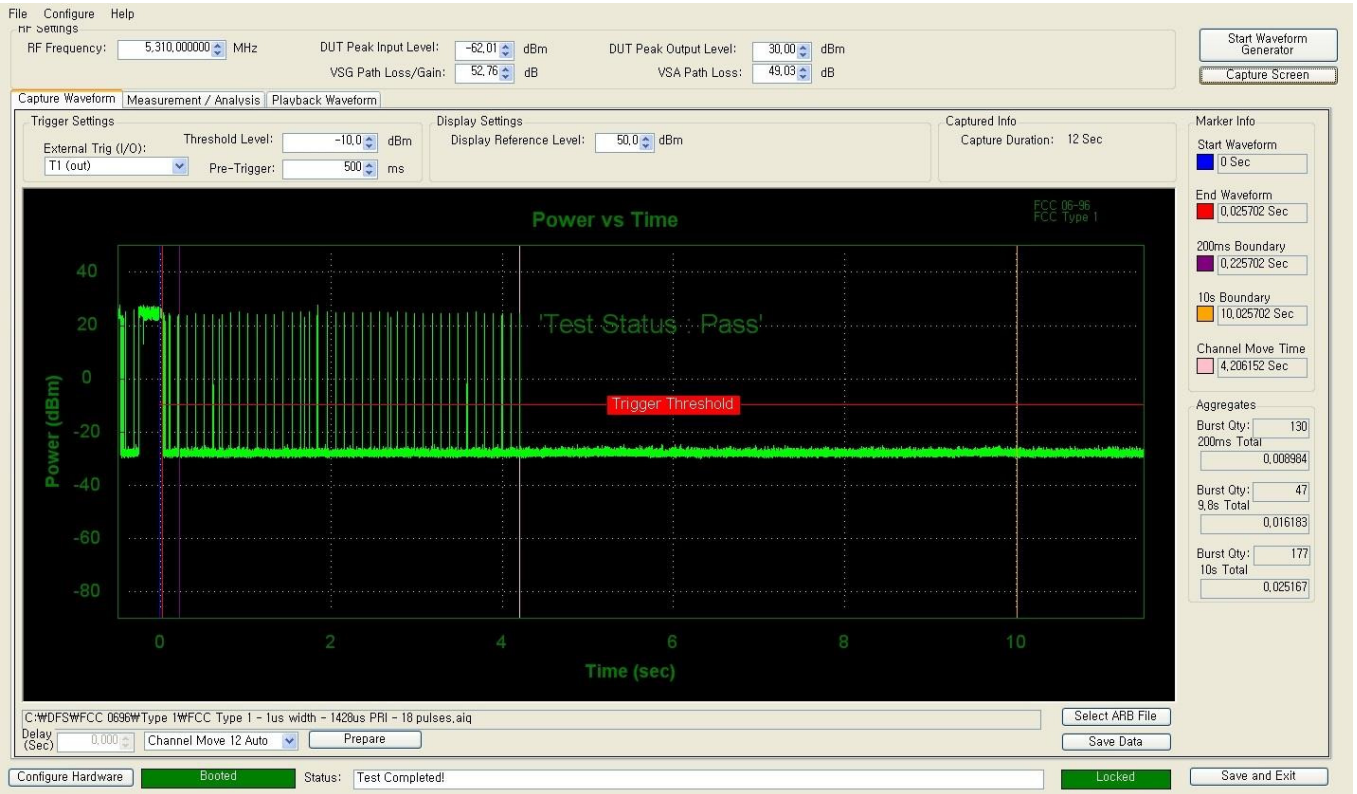 File Configure Help
RF Settings
RF Frequency: 5,310,000000 MHz DUT Peak Input Level: -62,01 dBm DUT Peak Output Level: 30,00 dBm
VSG Path Loss/Gain: 52,76 dB VSA Path Loss: 49,03 dB
Start Waveform
Generator
Capture Screen
Capture Waveform Measurement / Analysis Playback Waveform
Trigger Settings
External Trig (I/O):
T1 (out)
Threshold Level: -10,0 dBm
Pre-Trigger: 500 ms
Display Settings
Display Reference Level: 50,0 dBm
Captured Info
Capture Duration: 12 Sec
Marker Info
Start Waveform
0 Sec
End Waveform
0,025702 Sec
200ms Boundary
0,225702 Sec
10s Boundary
10,025702 Sec
Channel Move Time
4,206152 Sec
Aggregates
Burst Qty: 130
200ms Total
0,008984
Burst Qty: 47
9,8s Total
0,016183
Burst Qty: 177
10s Total
0,025167
Power vs Time
FCC 06-96
FCC Type 1
'Test Status : Pass'
Trigger Threshold
Power (dBm)
40
20
0
-20
-40
-60
-80
0 2 4 6 8 10
Time (sec)
C:₩DFS₩FCC 0696₩Type 1₩FCC Type 1 - 1us width - 1428us PRI - 18 pulses,aiq
Select ARB File
Delay
(Sec) 0,000 Channel Move 12 Auto Prepare
Save Data
Configure Hardware Booted Status: Test Completed! Locked Save and Exit